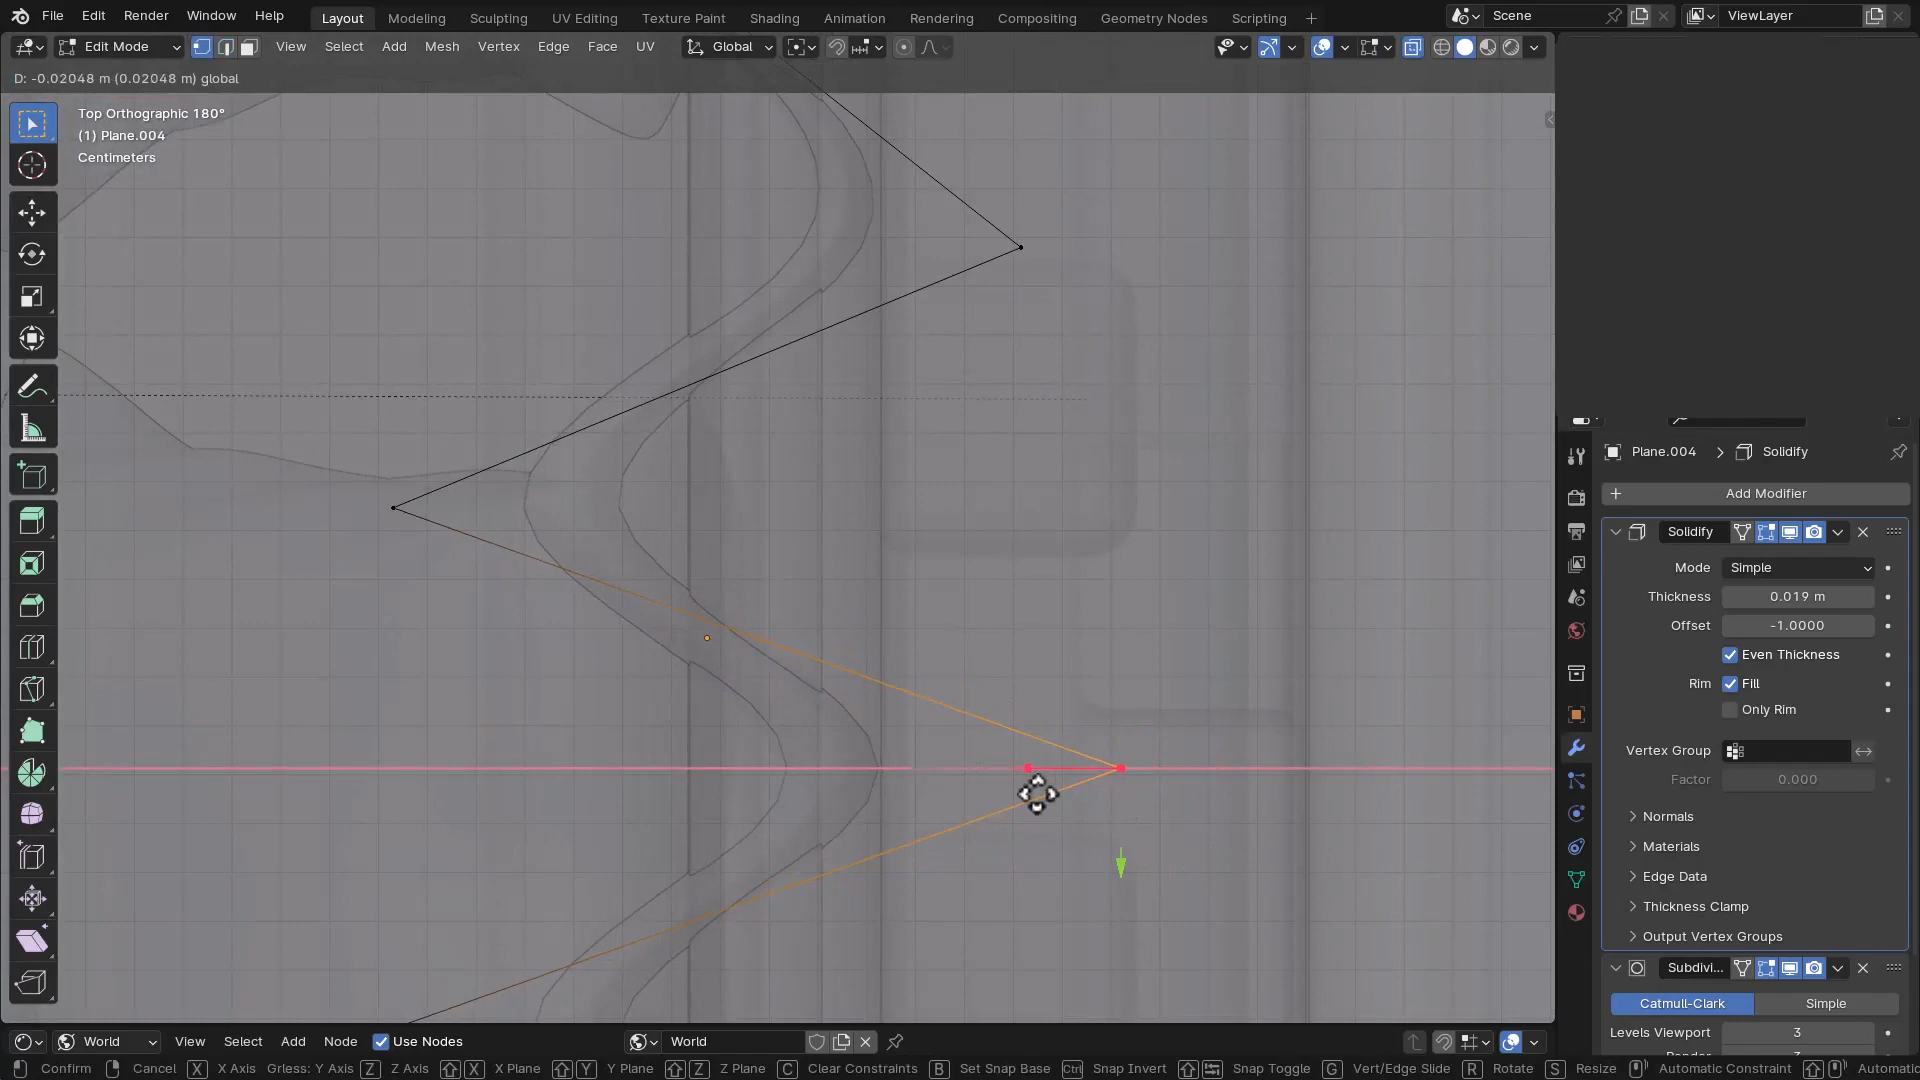 File Edit Render Window Help Layout Modeling Sculpting UV Editing Texture Paint Shading Animation Rendering Compositing Geometry Nodes Scripting + Scene ViewLayer
Edit Mode View Select Add Mesh Vertex Edge Face UV Global
D: -0.02048 m (0.02048 m) global
Top Orthographic 180°
(1) Plane.004
Centimeters
Plane.004 > Solidify
+ Add Modifier
Solidify
Mode Simple
Thickness 0.019 m
Offset -1.0000
Even Thickness
Rim Fill
Only Rim
Vertex Group
Factor 0.000
Normals
Materials
Edge Data
Thickness Clamp
Output Vertex Groups
Subdivi...
Catmull-Clark Simple
Levels Viewport 3
World View Select Add Node Use Nodes World
Confirm Cancel X X Axis Grless: Y Axis Z Z Axis X X Plane Y Y Plane Z Z Plane C Clear Constraints B Set Snap Base Ctrl Snap Invert Snap Toggle G Vert/Edge Slide R Rotate S Resize Automatic Constraint Automatic